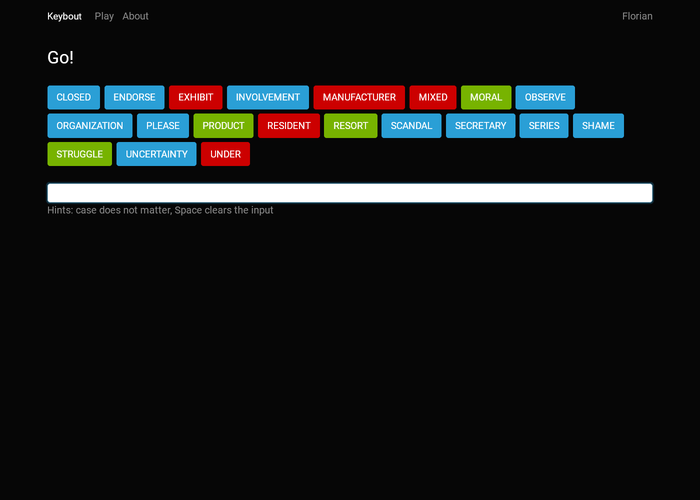 Keybout Play About Florian
Go!
CLOSED ENDORSE EXHIBIT INVOLVEMENT MANUFACTURER MIXED MORAL OBSERVE
ORGANIZATION PLEASE PRODUCT RESIDENT RESORT SCANDAL SECRETARY SERIES SHAME
STRUGGLE UNCERTAINTY UNDER
Hints: case does not matter, Space clears the input